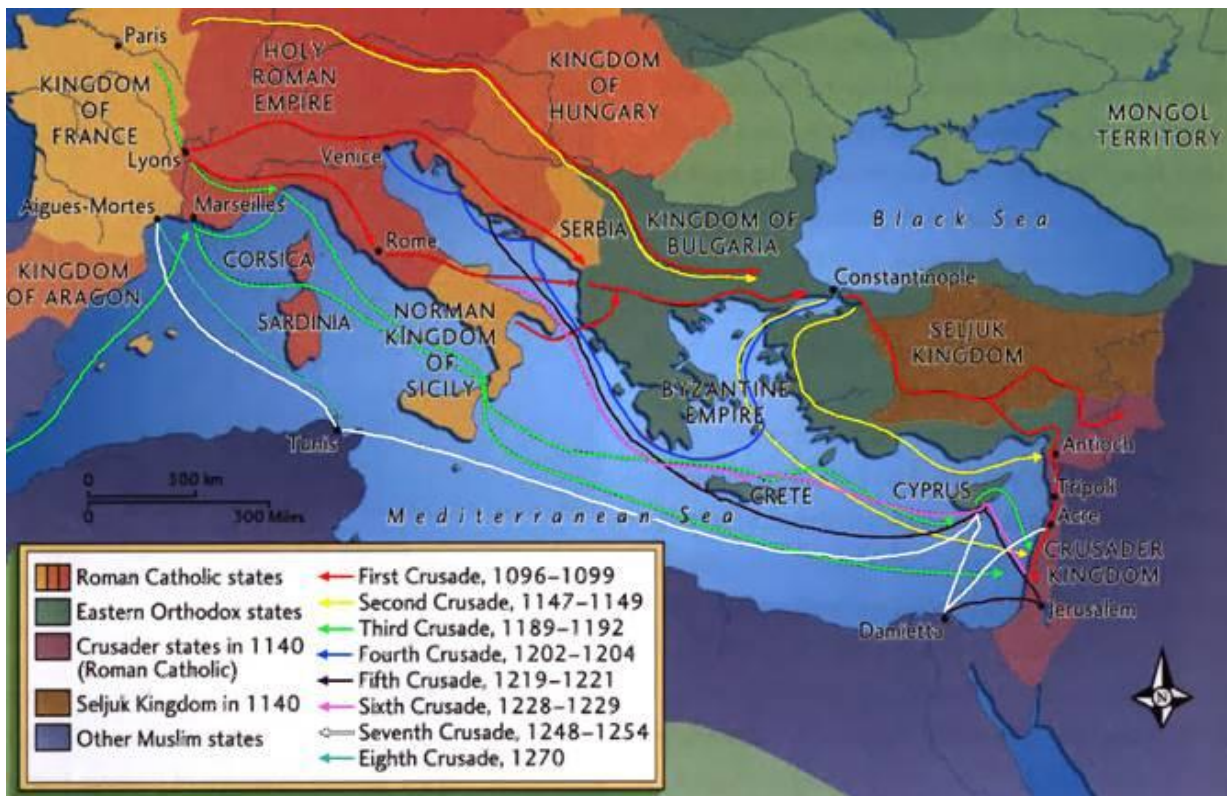 Paris
HOLY
ROMAN
EMPIRE
KINGDOM
OF
HUNGARY
KINGDOM
OF
FRANCE
MONGOL
TERRITORY
Lyons
Venice
Aigues-Mortes
Marseilles
SERBIA
KINGDOM OF
BULGARIA
Black Sea
Rome
CORSICA
KINGDOM
OF ARAGON
Constantinople
SARDINIA
NORMAN
KINGDOM
OF
SICILY
SELJUK
KINGDOM
BYZANTINE
EMPIRE
Tunis
Antioch
0 500 km
0 500 Miles
CRETE
CYPRUS
Tripoli
Mediterranean Sea
Acre
CRUSADER
KINGDOM
Jerusalem
Damietta
Roman Catholic states
Eastern Orthodox states
Crusader states in 1140
(Roman Catholic)
Seljuk Kingdom in 1140
Other Muslim states
First Crusade, 1096–1099
Second Crusade, 1147–1149
Third Crusade, 1189–1192
Fourth Crusade, 1202–1204
Fifth Crusade, 1219–1221
Sixth Crusade, 1228–1229
Seventh Crusade, 1248–1254
Eighth Crusade, 1270
N